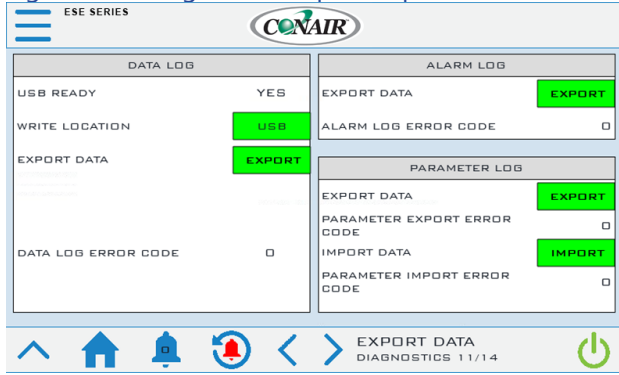 ESE SERIES
CONAIR
DATA LOG
USB READY YES
WRITE LOCATION USB
EXPORT DATA EXPORT
DATA LOG ERROR CODE 0
ALARM LOG
EXPORT DATA EXPORT
ALARM LOG ERROR CODE 0
PARAMETER LOG
EXPORT DATA EXPORT
PARAMETER EXPORT ERROR
CODE 0
IMPORT DATA IMPORT
PARAMETER IMPORT ERROR
CODE 0
0
EXPORT DATA
DIAGNOSTICS 11/14